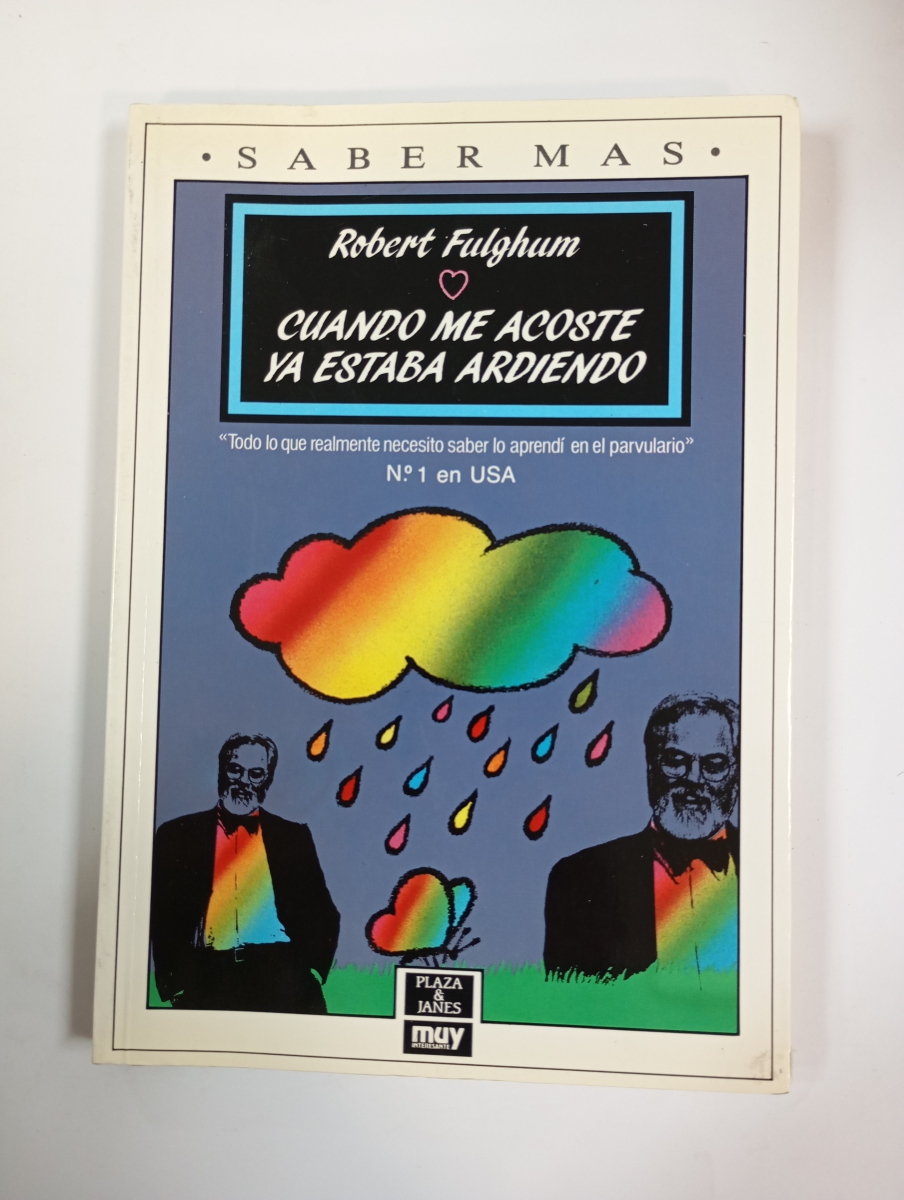 • SABER MAS •
Robert Fulghum
CUANDO ME ACOSTE
YA ESTABA ARDIENDO
«Todo lo que realmente necesito saber lo aprendí en el parvulario»
N.º 1 en USA
PLAZA
&
JANES
muy
INTERESANTE